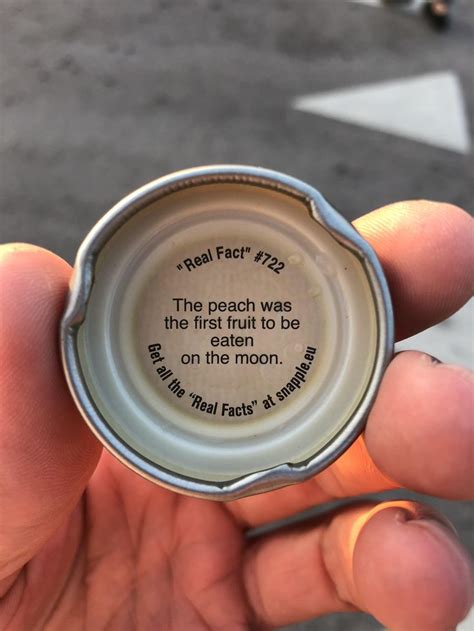 "Real Fact" #722
The peach was
the first fruit to be
eaten
on the moon.
Get all the "Real Facts" at snapple.eu